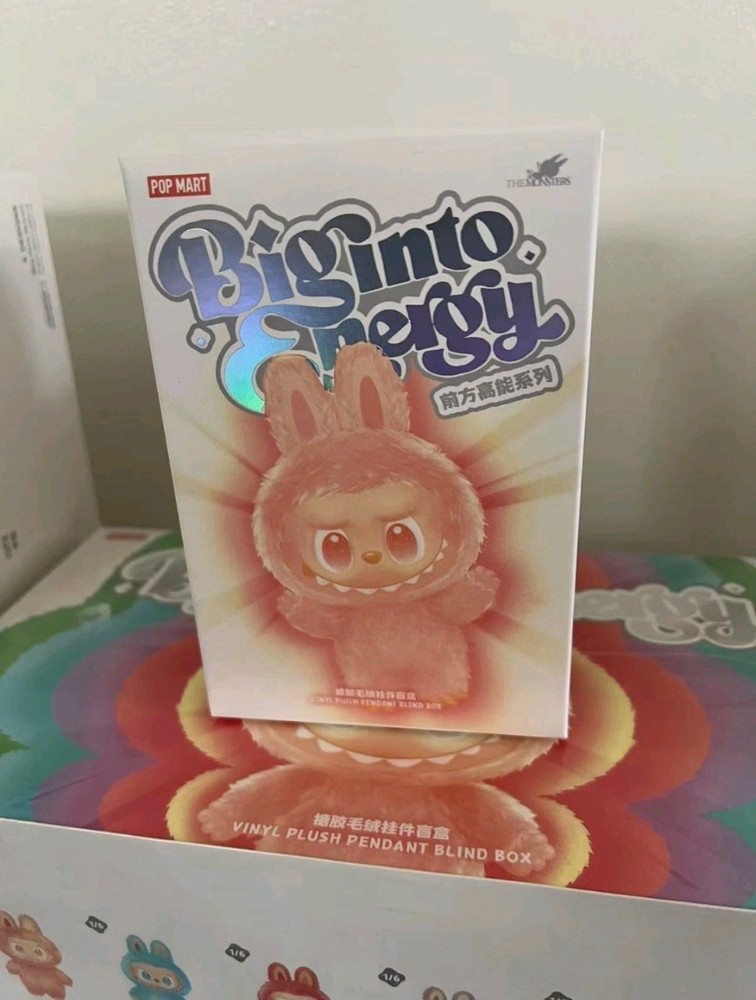 POP MART
THE MONSTERS
Big into
Energy
前方高能系列
搪胶毛绒挂件盲盒
VINYL PLUSH PENDANT BLIND BOX
搪胶毛绒挂件盲盒
VINYL PLUSH PENDANT BLIND BOX
1/6
1/6
1/6